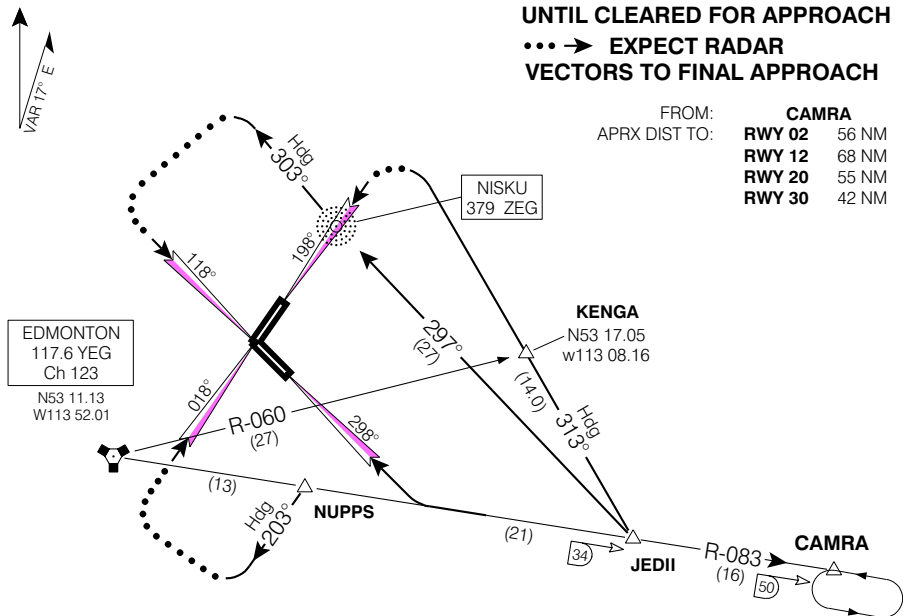 UNTIL CLEARED FOR APPROACH
EXPECT RADAR
VECTORS TO FINAL APPROACH
FROM: CAMRA
APRX DIST TO: RWY 02 56 NM
RWY 12 68 NM
RWY 20 55 NM
RWY 30 42 NM
VAR 17° E
Hdg
303°
NISKU
379 ZEG
198°
118°
KENGA
N53 17.05
w113 08.16
297°
(27)
(14.0)
Hdg
313°
EDMONTON
117.6 YEG
Ch 123
N53 11.13
W113 52.01
018°
R-060
(27)
298°
(13)
NUPPS
Hdg
203°
(21)
34
JEDII
R-083
(16)
50
CAMRA